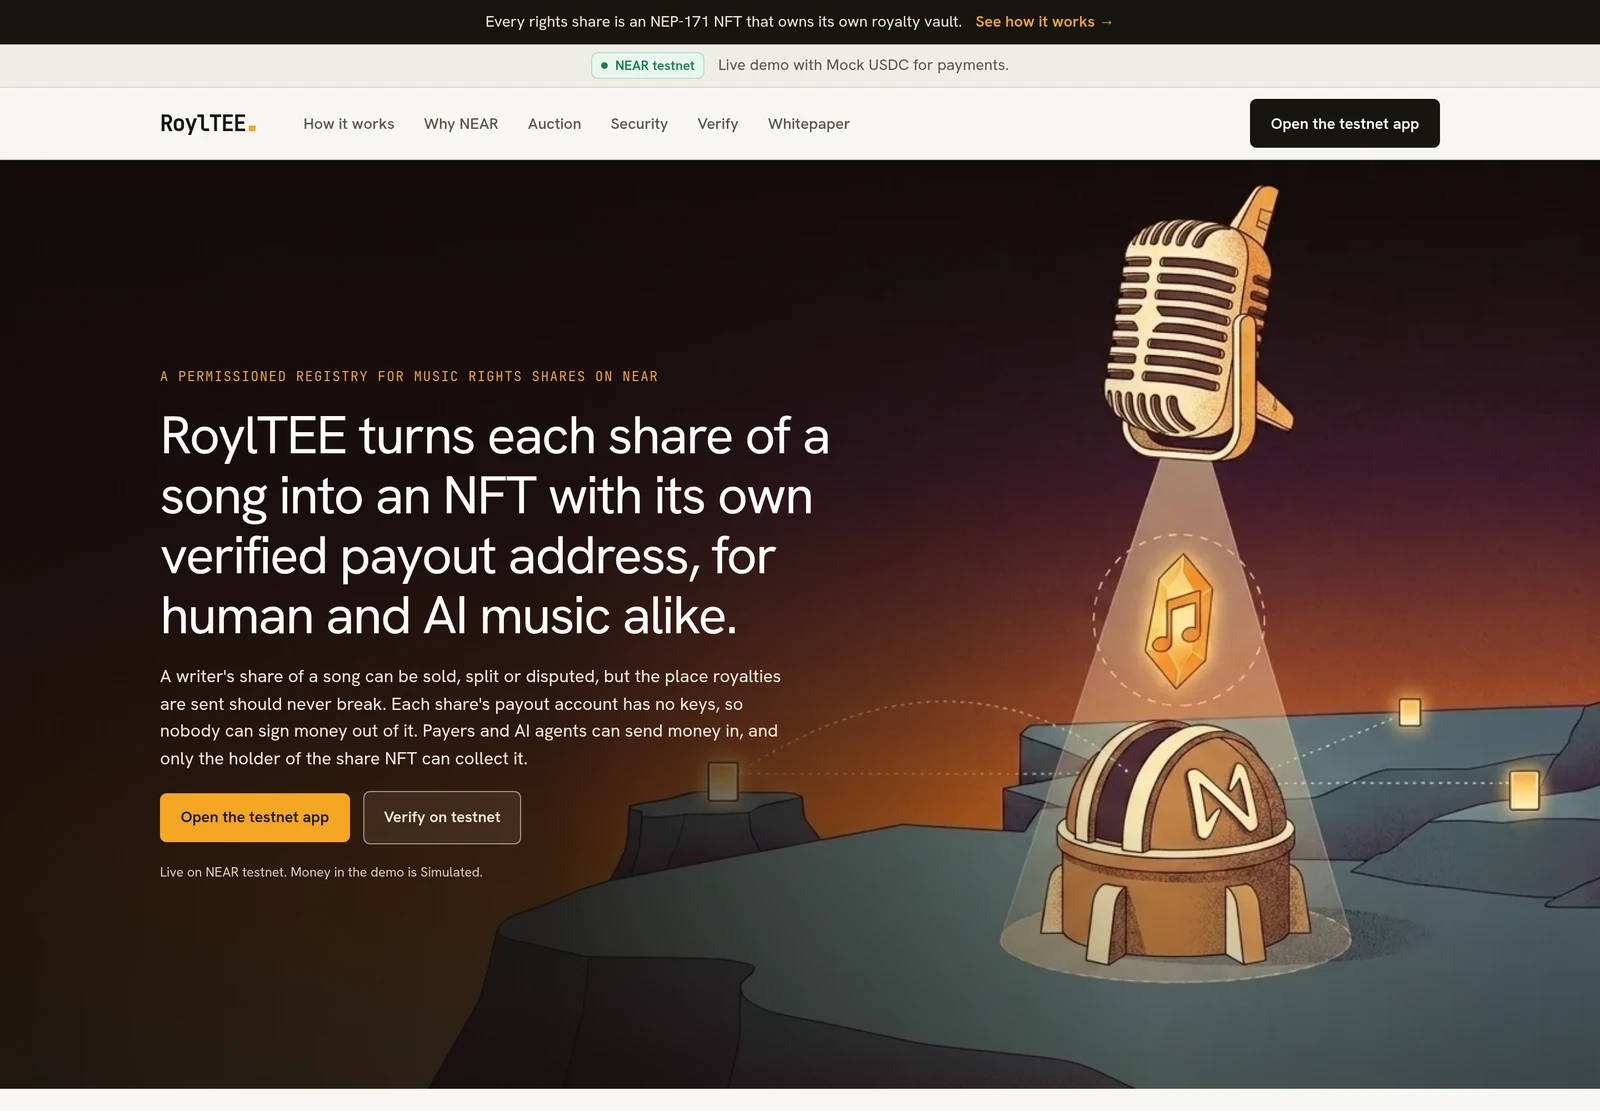 Every rights share is an NEP-171 NFT that owns its own royalty vault. See how it works →
NEAR testnet Live demo with Mock USDC for payments.
RoylTEE. How it works Why NEAR Auction Security Verify Whitepaper Open the testnet app
A PERMISSIONED REGISTRY FOR MUSIC RIGHTS SHARES ON NEAR
RoylTEE turns each share of a
song into an NFT with its own
verified payout address, for
human and AI music alike.
A writer's share of a song can be sold, split or disputed, but the place royalties
are sent should never break. Each share's payout account has no keys, so
nobody can sign money out of it. Payers and AI agents can send money in, and
only the holder of the share NFT can collect it.
Open the testnet app Verify on testnet
Live on NEAR testnet. Money in the demo is Simulated.